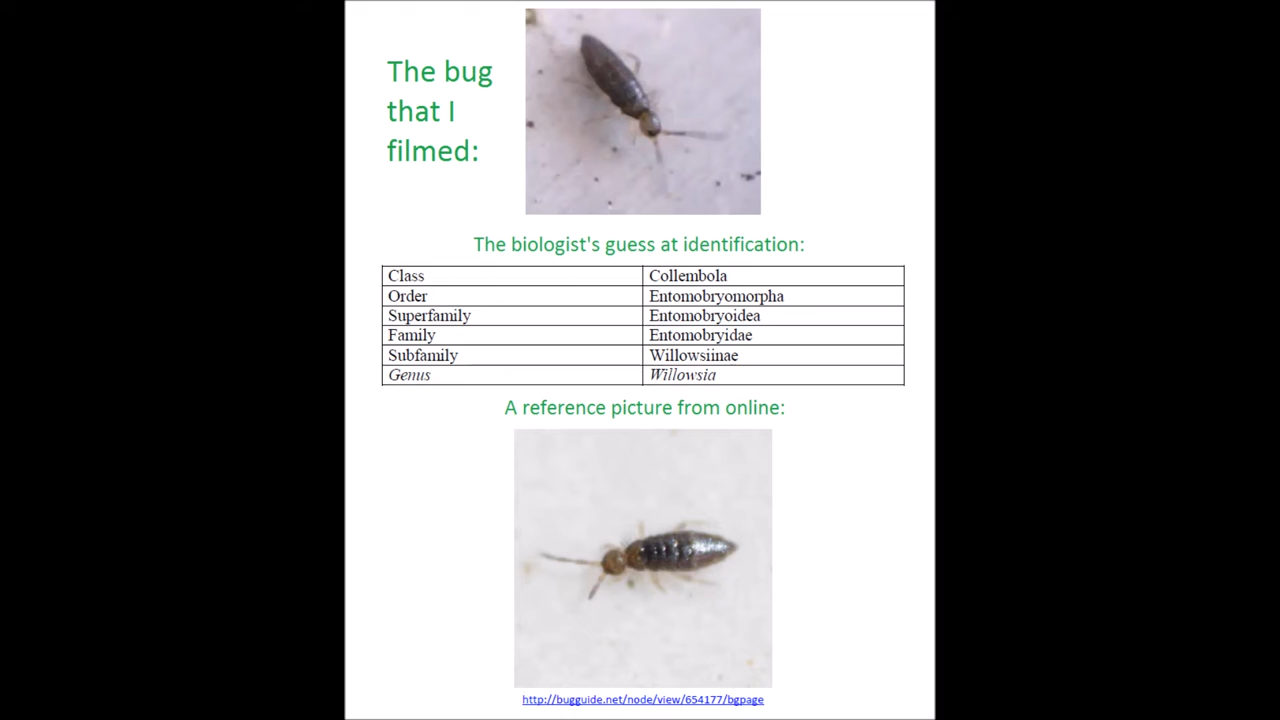 The bug
that I
filmed:
The biologist's guess at identification:
Class Collembola
Order Entomobryomorpha
Superfamily Entomobryoidea
Family Entomobryidae
Subfamily Willowsiinae
Genus Willowsia
A reference picture from online:
http://bugguide.net/node/view/654177/bgpage